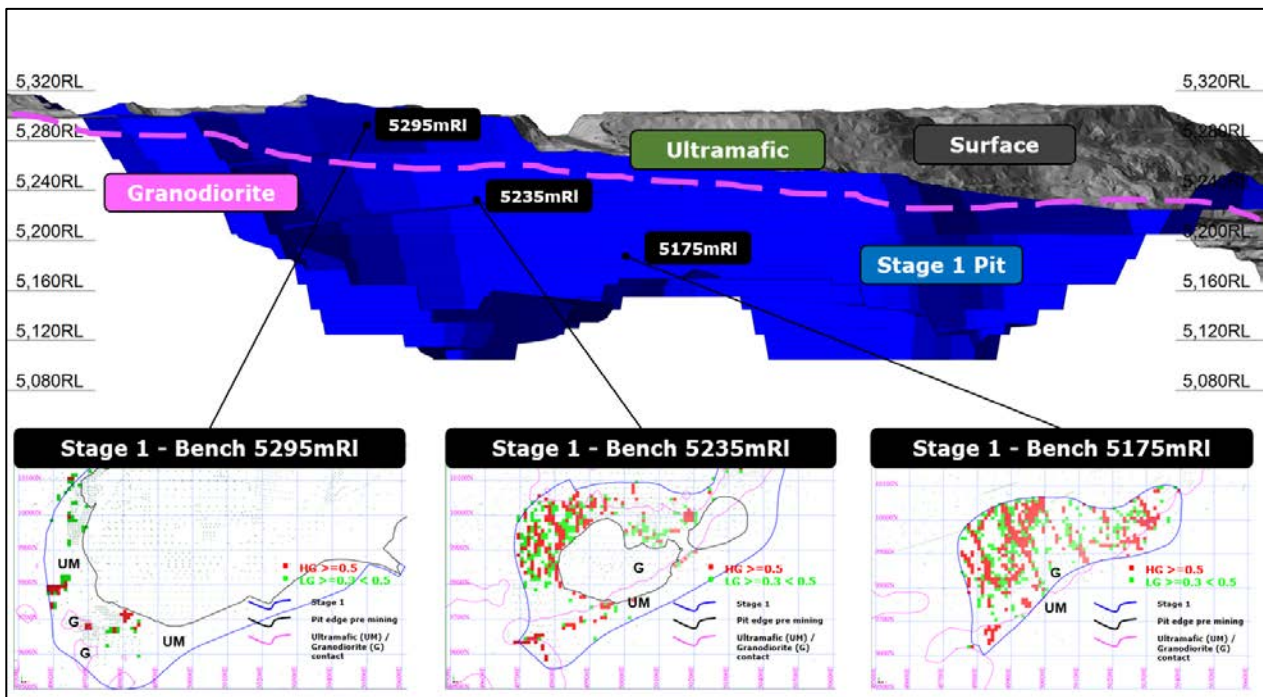 5,320RL
5,320RL
5295mRl
5,280RL
5,280RL
Ultramafic
Surface
Granodiorite
5,240RL
5235mRl
5,200RL
5,200RL
5175mRl
Stage 1 Pit
5,160RL
5,160RL
5,120RL
5,120RL
5,080RL
5,080RL
Stage 1 - Bench 5295mRl
UM
HG >=0.5
LG >=0.3 < 0.5
G
UM
G
Stage 1
Pit edge pre mining
Ultramafic (UM) /
Granodiorite (G)
contact
Stage 1 - Bench 5235mRl
G
HG >=0.5
LG >=0.3 < 0.5
UM
Stage 1
Pit edge pre mining
Ultramafic (UM) /
Granodiorite (G)
contact
Stage 1 - Bench 5175mRl
G
HG >=0.5
LG >=0.3 < 0.5
UM
Stage 1
Pit edge pre mining
Ultramafic (UM) /
Granodiorite (G)
contact